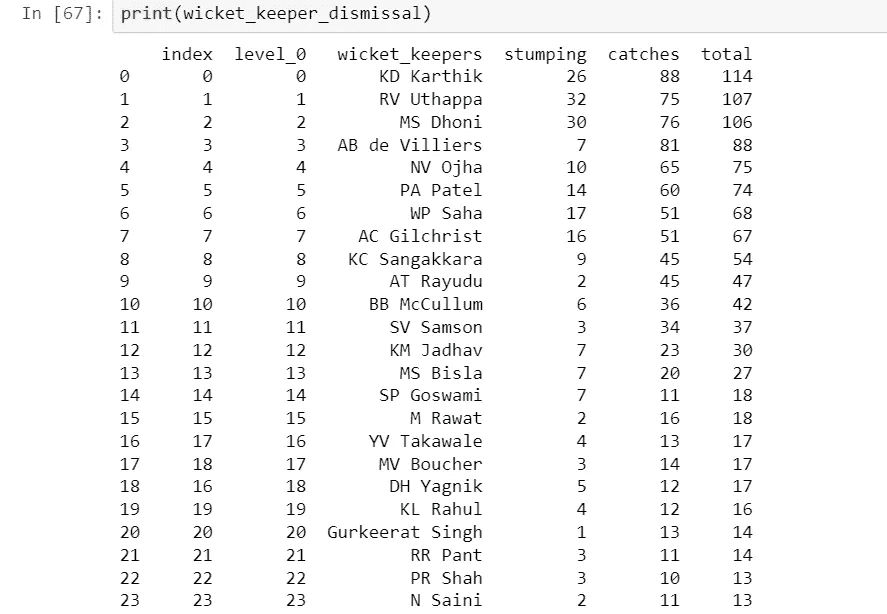 In [67]: print(wicket_keeper_dismissal)
index level_0 wicket_keepers stumping catches total
0 0 0 KD Karthik 26 88 114
1 1 1 RV Uthappa 32 75 107
2 2 2 MS Dhoni 30 76 106
3 3 3 AB de Villiers 7 81 88
4 4 4 NV Ojha 10 65 75
5 5 5 PA Patel 14 60 74
6 6 6 WP Saha 17 51 68
7 7 7 AC Gilchrist 16 51 67
8 8 8 KC Sangakkara 9 45 54
9 9 9 AT Rayudu 2 45 47
10 10 10 BB McCullum 6 36 42
11 11 11 SV Samson 3 34 37
12 12 12 KM Jadhav 7 23 30
13 13 13 MS Bisla 7 20 27
14 14 14 SP Goswami 7 11 18
15 15 15 M Rawat 2 16 18
16 17 16 YV Takawale 4 13 17
17 18 17 MV Boucher 3 14 17
18 16 18 DH Yagnik 5 12 17
19 19 19 KL Rahul 4 12 16
20 20 20 Gurkeerat Singh 1 13 14
21 21 21 RR Pant 3 11 14
22 22 22 PR Shah 3 10 13
23 23 23 N Saini 2 11 13